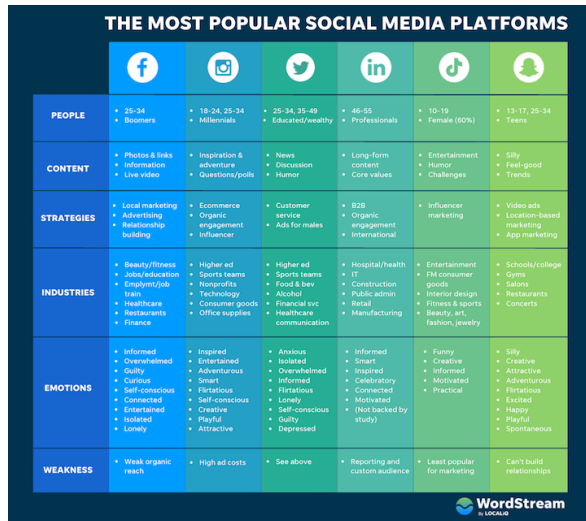 THE MOST POPULAR SOCIAL MEDIA PLATFORMS
PEOPLE
• 25-34
• Boomers
• 18-24, 25-34
• Millennials
• 25-34, 35-49
• Educated/wealthy
• 46-55
• Professionals
• 10-19
• Female (60%)
• 13-17, 25-34
• Teens
CONTENT
• Photos & links
• Information
• Live video
• Inspiration &
adventure
• Questions/polls
• News
• Discussion
• Humor
• Long-form
content
• Core values
• Entertainment
• Humor
• Challenges
• Silly
• Feel-good
• Trends
STRATEGIES
• Local marketing
• Advertising
• Relationship
building
• Ecommerce
• Organic
engagement
• Influencer
• Customer
service
• Ads for males
• B2B
• Organic
engagement
• International
• Influencer
marketing
• Video ads
• Location-based
marketing
• App marketing
INDUSTRIES
• Beauty/fitness
• Jobs/education
• Emplymt/job
train
• Healthcare
• Restaurants
• Finance
• Higher ed
• Sports teams
• Nonprofits
• Technology
• Consumer goods
• Office supplies
• Higher ed
• Sports teams
• Food & bev
• Alcohol
• Financial svc
• Healthcare
communication
• Hospital/health
• IT
• Construction
• Public admin
• Retail
• Manufacturing
• Entertainment
• FM consumer
goods
• Interior design
• Fitness & sports
• Beauty, art,
fashion, jewelry
• Schools/college
• Gyms
• Salons
• Restaurants
• Concerts
EMOTIONS
• Informed
• Overwhelmed
• Guilty
• Curious
• Self-conscious
• Connected
• Entertained
• Isolated
• Lonely
• Inspired
• Entertained
• Adventurous
• Smart
• Flirtatious
• Self-conscious
• Creative
• Playful
• Attractive
• Anxious
• Isolated
• Overwhelmed
• Informed
• Flirtatious
• Lonely
• Self-conscious
• Guilty
• Depressed
• Informed
• Smart
• Inspired
• Celebratory
• Connected
• Motivated
• (Not backed by
study)
• Funny
• Creative
• Informed
• Motivated
• Practical
• Silly
• Creative
• Attractive
• Adventurous
• Flirtatious
• Excited
• Happy
• Playful
• Spontaneous
WEAKNESS
• Weak organic
reach
• High ad costs
• See above
• Reporting and
custom audience
• Least popular
for marketing
• Can't build
relationships
WordStream
By LOCALiQ